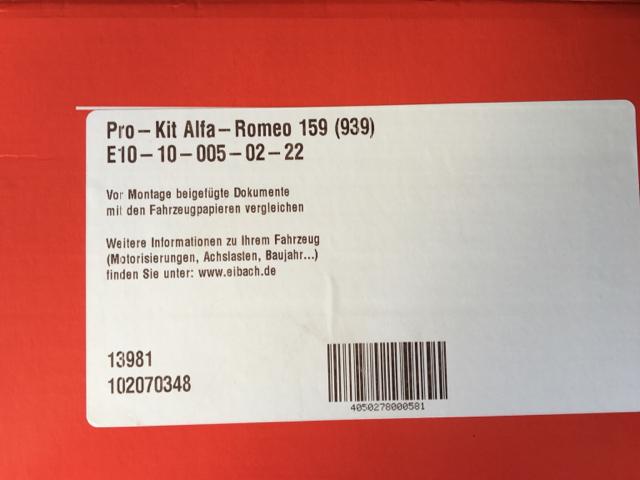 Pro-Kit Alfa-Romeo 159 (939)
E10-10-005-02-22
Vor Montage beigefügte Dokumente
mit den Fahrzeugpapieren vergleichen
Weitere Informationen zu Ihrem Fahrzeug
(Motorisierungen, Achslasten, Baujahr...)
finden Sie unter: www.eibach.de
13981
102070348
4050278000581